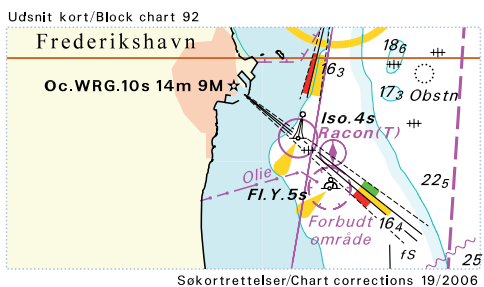 Udsnit kort/Block chart 92
Frederikshavn
18₆
16₃
Oc.WRG.10s 14m 9M
17₃ Obstn
Iso.4s
Racon(T)
Olie
Fl.Y.5s
22₅
Forbudt
område
16₄
fS
25
Søkortrettelser/Chart corrections 19/2006